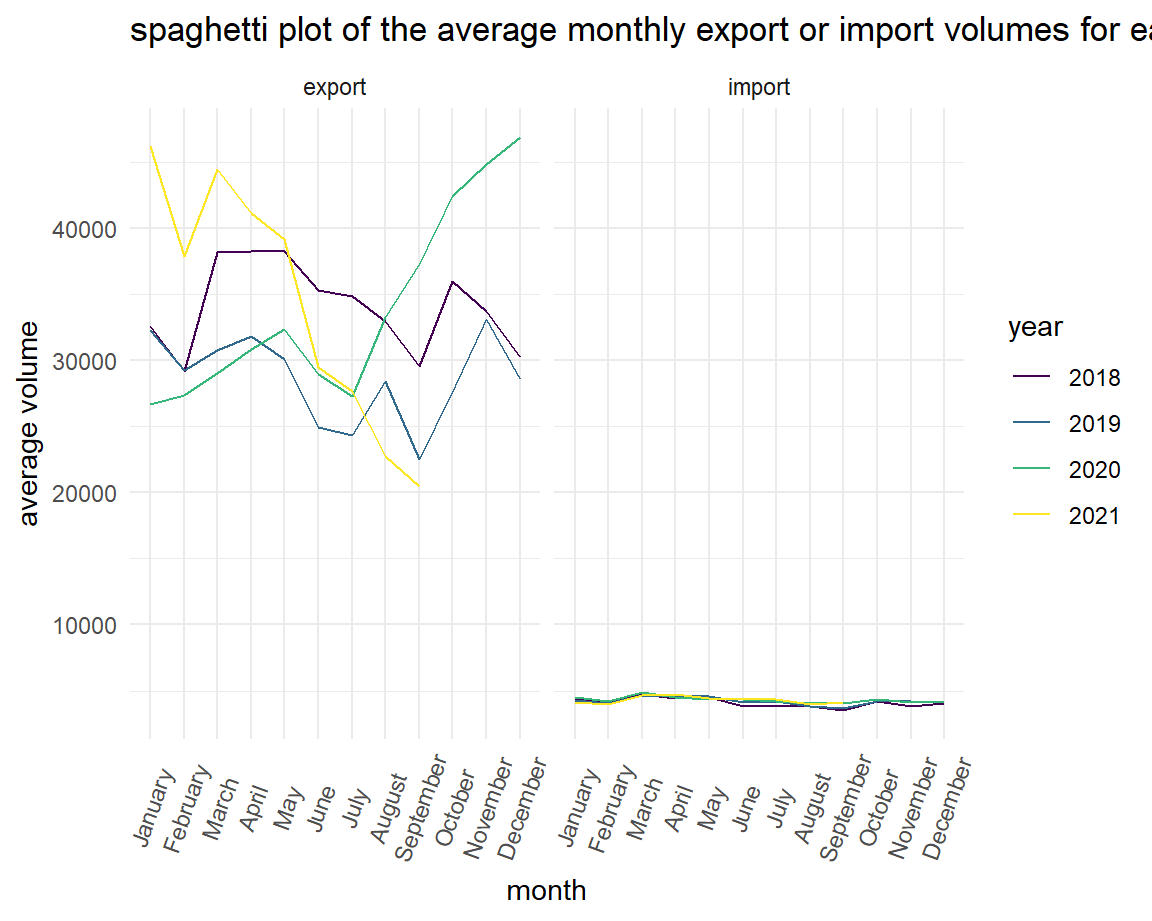 spaghetti plot of the average monthly export or import volumes for ea
export
import
average volume
40000
30000
20000
10000
January
February
March
April
May
June
July
August
September
October
November
December
January
February
March
April
May
June
July
August
September
October
November
December
month
year
2018
2019
2020
2021